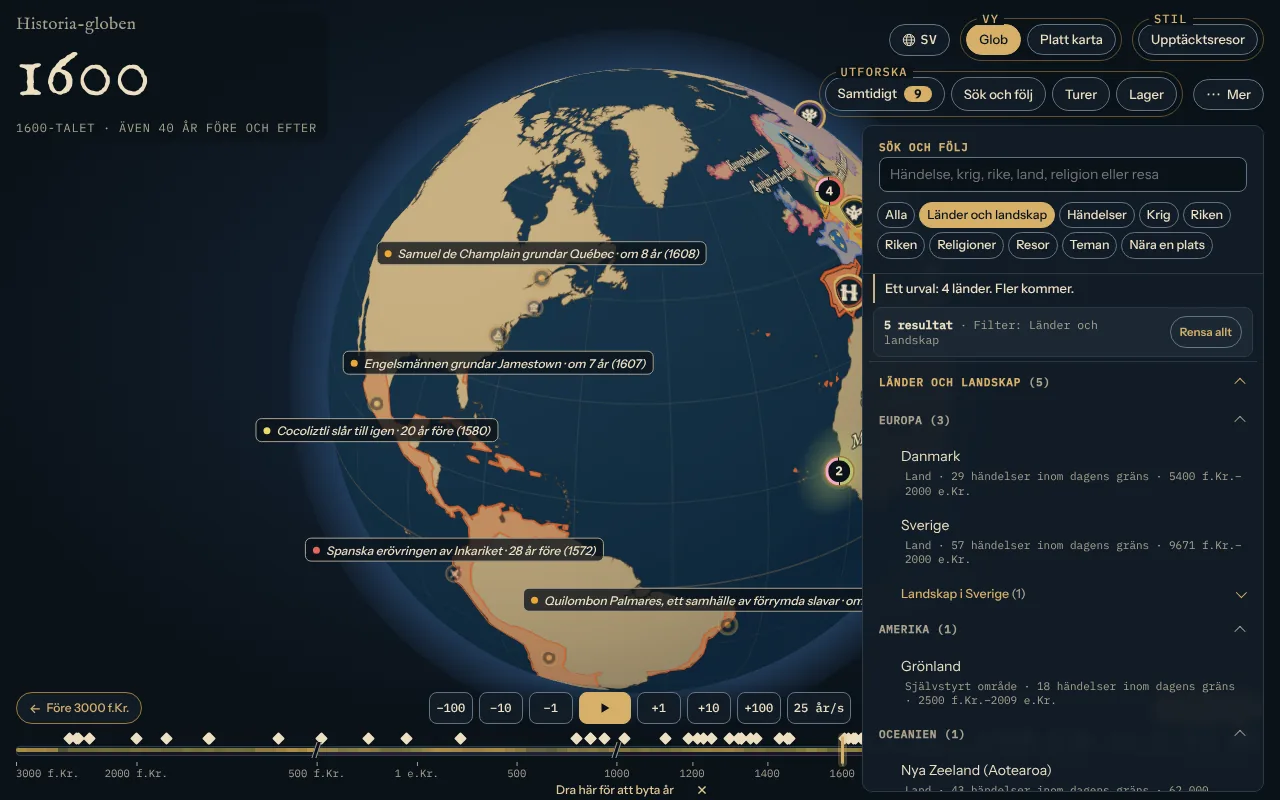 Historia-globen
1600
1600-TALET · ÄVEN 40 ÅR FÖRE OCH EFTER
SV
VY
Glob
Platt karta
STIL
Upptäcktsresor
UTFORSKA
Samtidigt 9
Sök och följ
Turer
Lager
··· Mer
SÖK OCH FÖLJ
Händelse, krig, rike, land, religion eller resa
Alla
Länder och landskap
Händelser
Krig
Riken
Riken
Religioner
Resor
Teman
Nära en plats
Ett urval: 4 länder. Fler kommer.
5 resultat · Filter: Länder och
landskap
Rensa allt
LÄNDER OCH LANDSKAP (5)
EUROPA (3)
Danmark
Land · 29 händelser inom dagens gräns · 5400 f.Kr.–
2000 e.Kr.
Sverige
Land · 57 händelser inom dagens gräns · 9671 f.Kr.–
2000 e.Kr.
Landskap i Sverige (1)
AMERIKA (1)
Grönland
Självstyrt område · 18 händelser inom dagens gräns
· 2500 f.Kr.–2009 e.Kr.
OCEANIEN (1)
Nya Zeeland (Aotearoa)
Land · 43 händelser inom dagens gräns · 62 000
4
H
2
M
Samuel de Champlain grundar Québec · om 8 år (1608)
Engelsmännen grundar Jamestown · om 7 år (1607)
Cocoliztli slår till igen · 20 år före (1580)
Spanska erövringen av Inkariket · 28 år före (1572)
Quilombon Palmares, ett samhälle av förrymda slavar · om
← Före 3000 f.Kr.
−100
−10
−1
+1
+10
+100
25 år/s
3000 f.Kr.
2000 f.Kr.
500 f.Kr.
1 e.Kr.
500
1000
1200
1400
1600
Dra här för att byta år